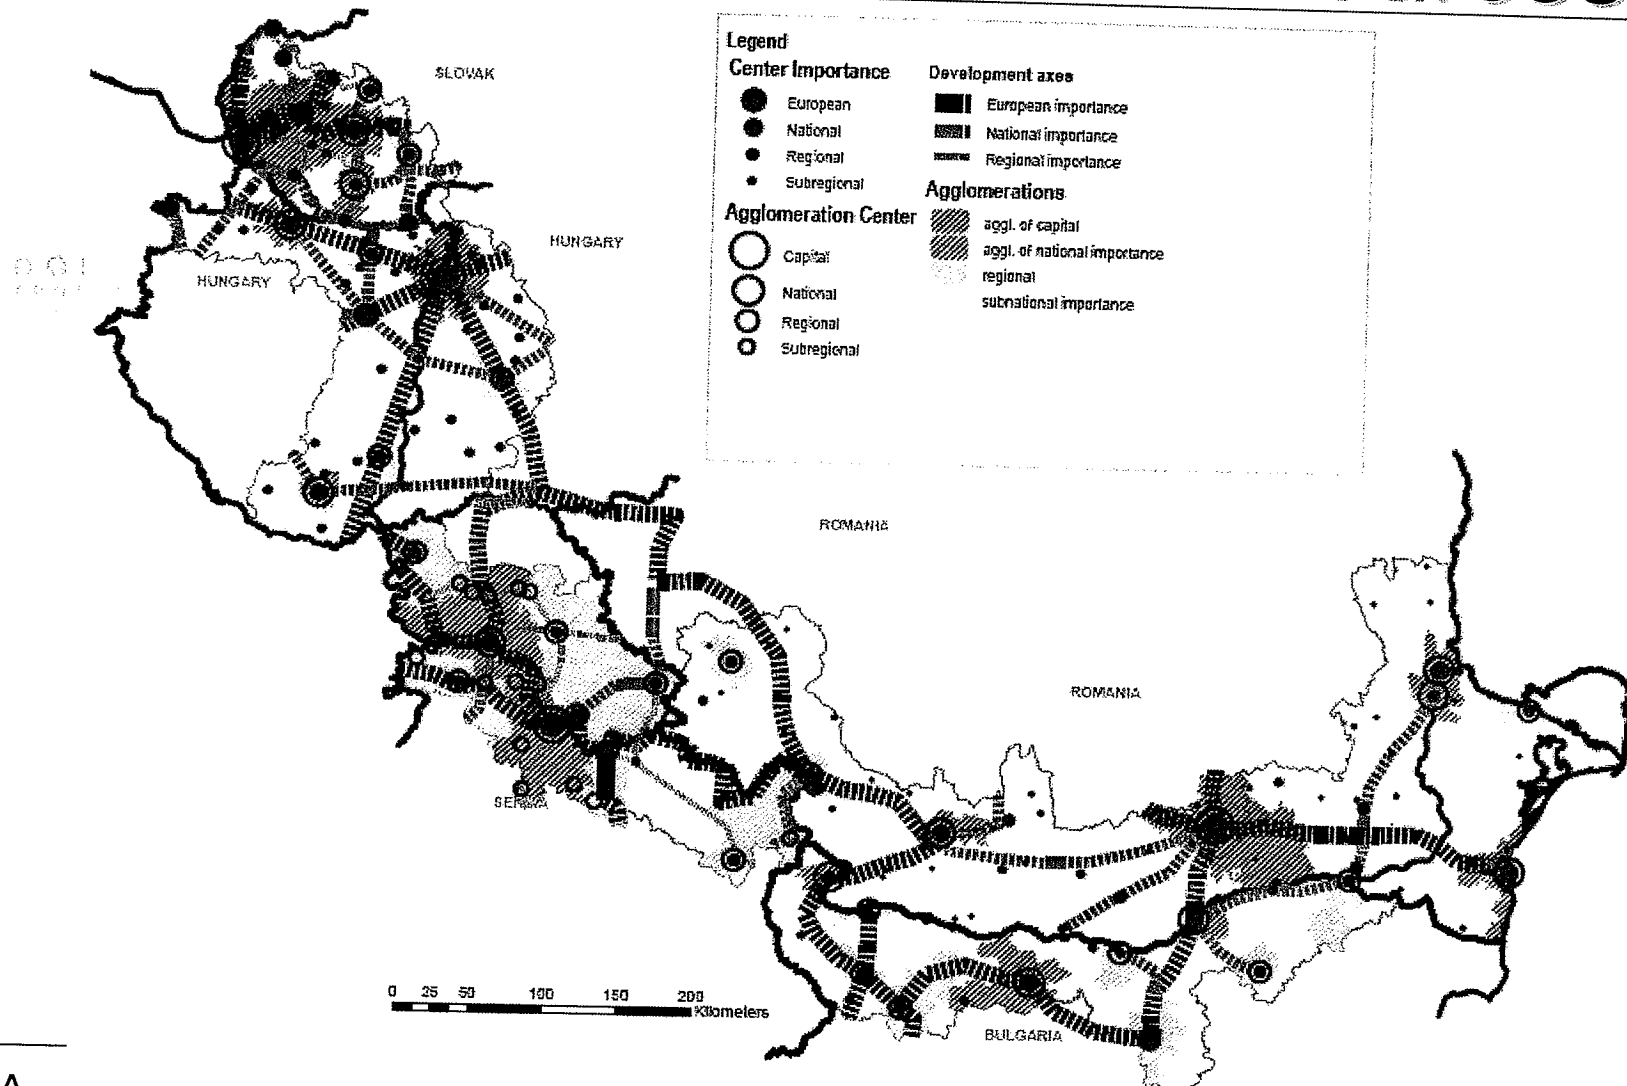 SLOVAK
HUNGARY
HUNGARY
ROMANIA
ROMANIA
SERBIA
BULGARIA
Legend
Center Importance
European
National
Regional
Subregional
Agglomeration Center
Capital
National
Regional
Subregional
Development axes
European importance
National importance
Regional importance
Agglomerations
aggl. of capital
aggl. of national importance
regional
subnational importance
0 25 50 100 150 200
Kilometers